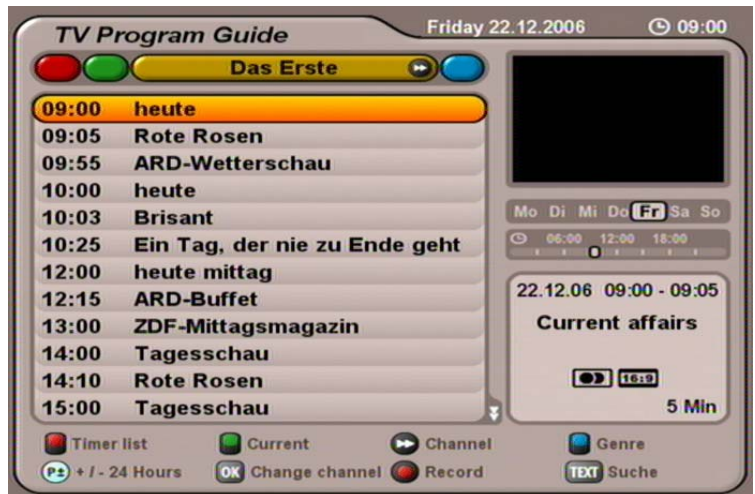 TV Program Guide
Friday 22.12.2006
09:00
Das Erste
09:00 heute
09:05 Rote Rosen
09:55 ARD-Wetterschau
10:00 heute
10:03 Brisant
10:25 Ein Tag, der nie zu Ende geht
12:00 heute mittag
12:15 ARD-Buffet
13:00 ZDF-Mittagsmagazin
14:00 Tagesschau
14:10 Rote Rosen
15:00 Tagesschau
Mo Di Mi Do Fr Sa So
06:00 12:00 18:00
22.12.06 09:00 - 09:05
Current affairs
16:9
5 Min
Timer list Current Channel Genre
P± + / - 24 Hours OK Change channel Record TEXT Suche